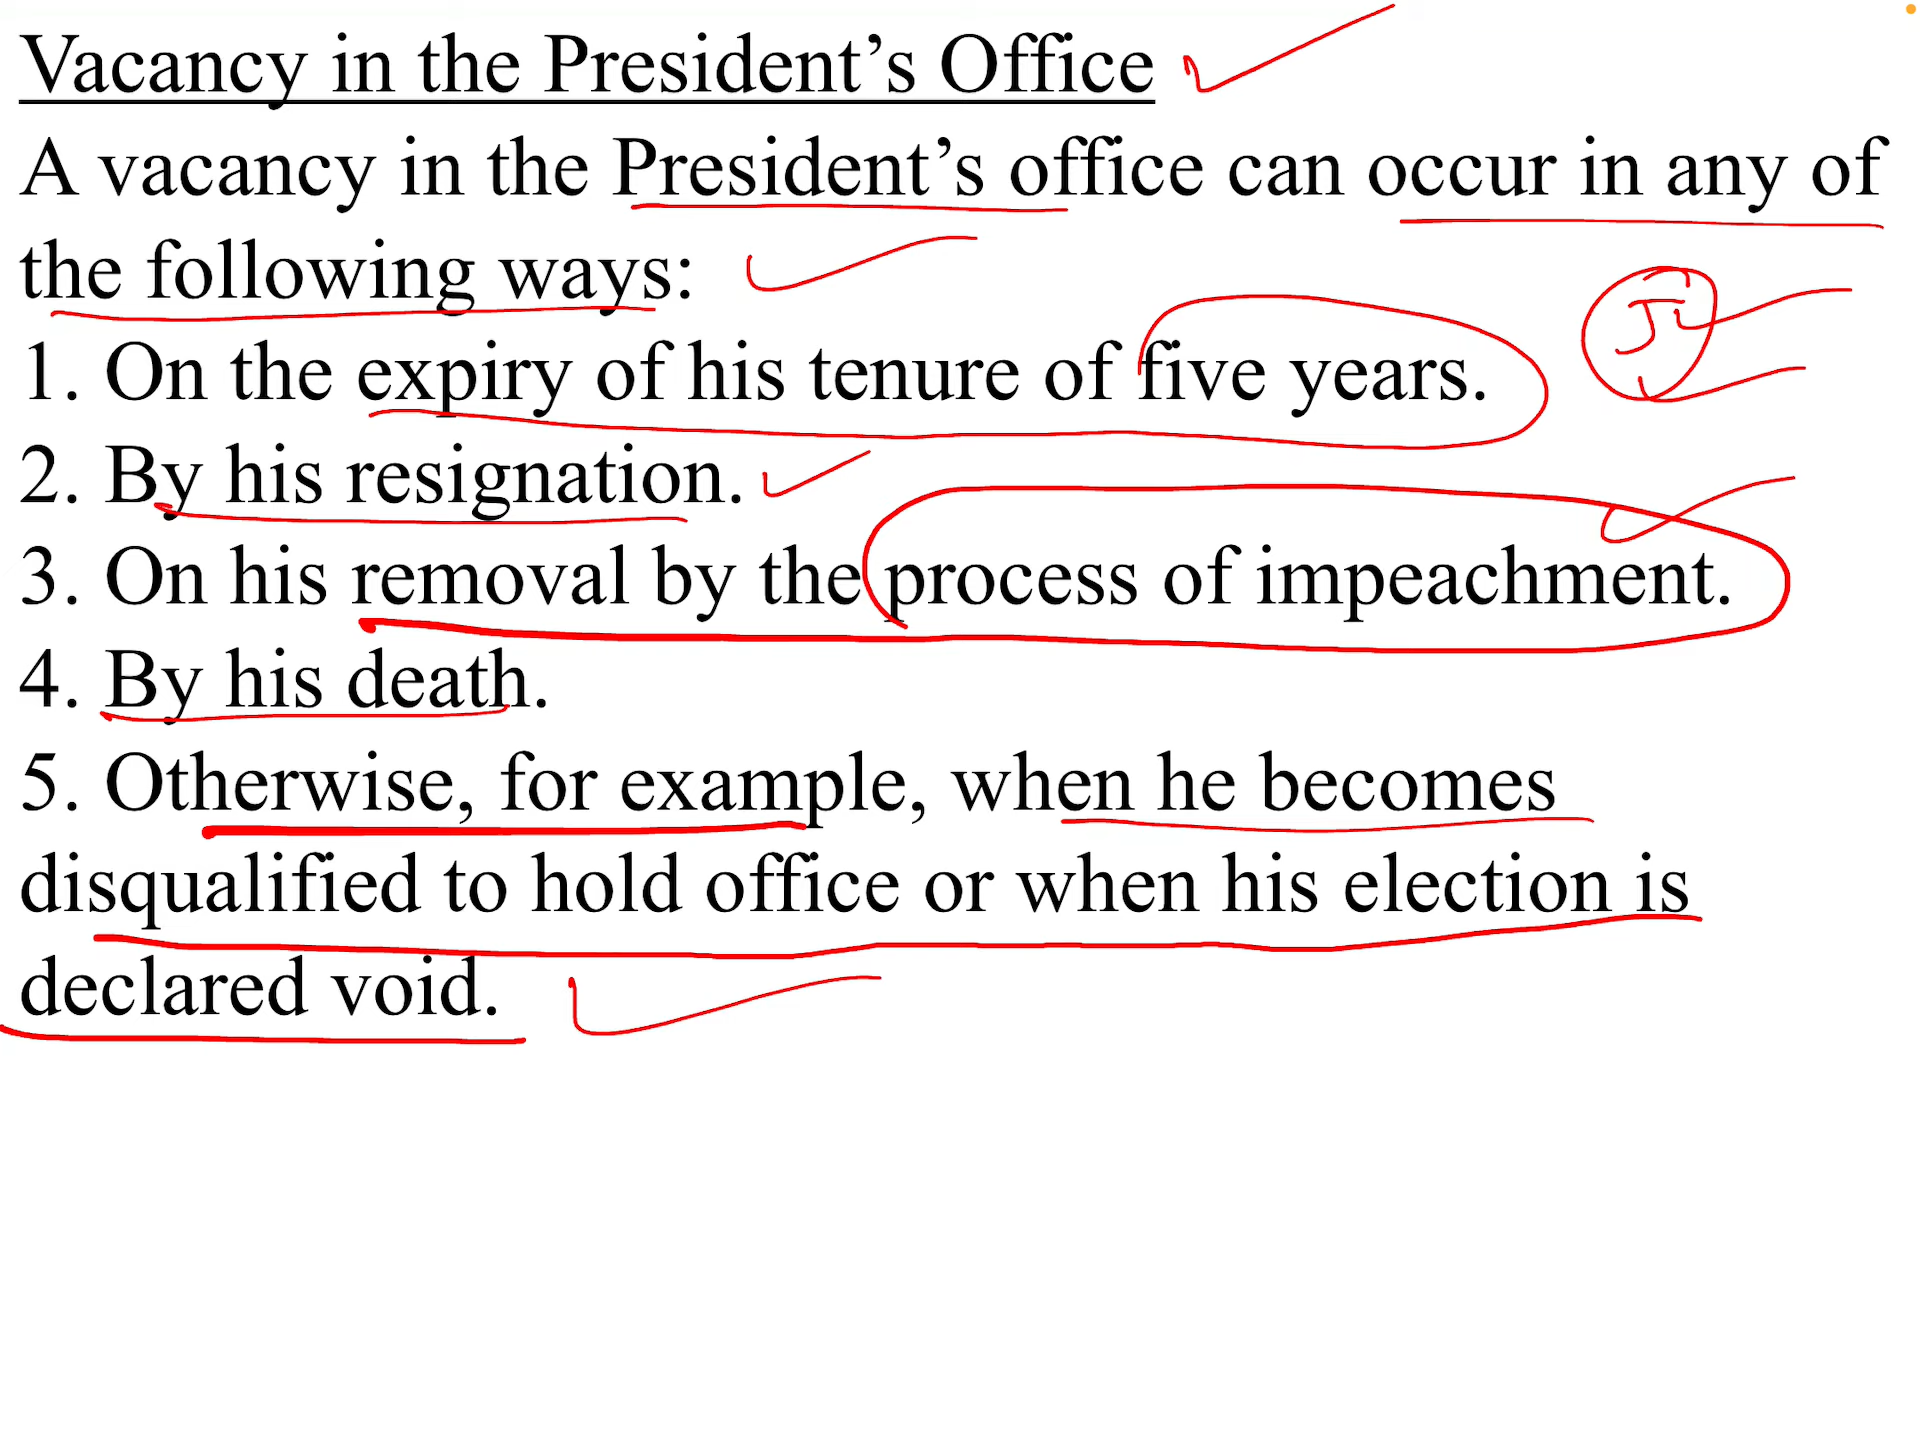 Vacancy in the President’s Office
A vacancy in the President’s office can occur in any of
the following ways:
1. On the expiry of his tenure of five years.
2. By his resignation.
3. On his removal by the process of impeachment.
4. By his death.
5. Otherwise, for example, when he becomes
disqualified to hold office or when his election is
declared void.